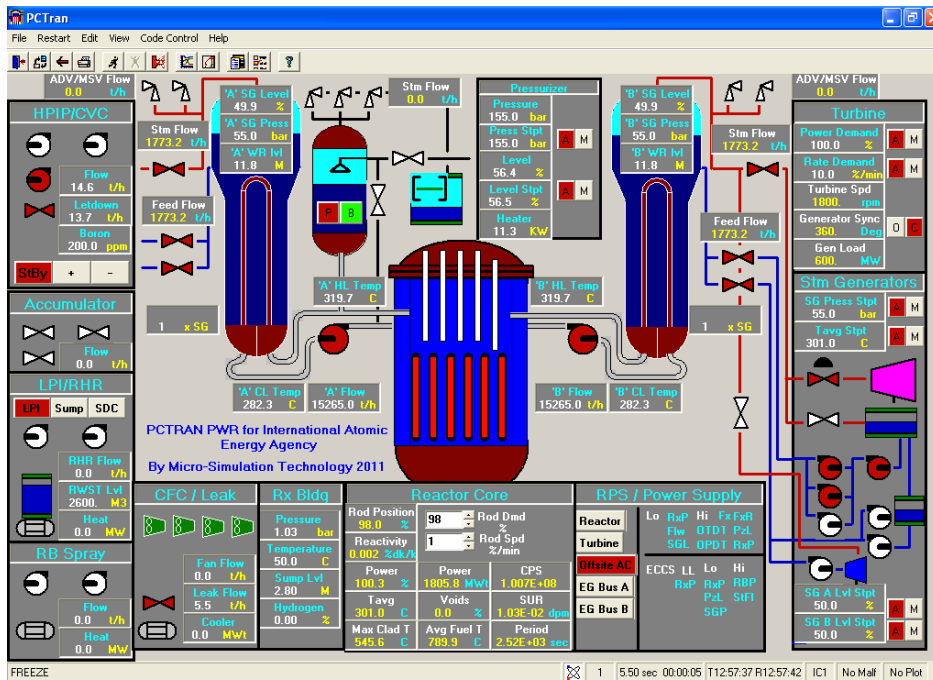 PCTran
File Restart Edit View Code Control Help
ADV/MSV Flow
0.0 t/h
HPIP/CVC
Flow
14.6 t/h
Letdown
13.7 t/h
Boron
200.0 ppm
StBy + -
Accumulator
Flow
0.0 t/h
LPI/RHR
LPI Sump SDC
RHR Flow
0.0 t/h
RWST Lvl
2600. M3
Heat
0.0 MW
RB Spray
Flow
0.0 t/h
Heat
0.0 MW
Stm Flow
1773.2 t/h
Feed Flow
1773.2 t/h
'A' SG Level
49.9 %
'A' SG Press
55.0 bar
'A' WR lvl
11.8 M
1 x SG
Stm Flow
0.0 t/h
P B
Pressurizer
Pressure
155.0 bar
Press Stpt
155.0 bar
A M
Level
56.4 %
Level Stpt
56.5 %
A M
Heater
11.3 KW
'A' HL Temp
319.7 C
'B' HL Temp
319.7 C
'A' CL Temp
282.3 C
'A' Flow
15265.0 t/h
'B' Flow
15265.0 t/h
'B' CL Temp
282.3 C
'B' SG Level
49.9 %
'B' SG Press
55.0 bar
'B' WR lvl
11.8 M
1 x SG
Stm Flow
1773.2 t/h
Feed Flow
1773.2 t/h
ADV/MSV Flow
0.0 t/h
Turbine
Power Demand
100.0 %
A M
Rate Demand
10.0 %/min
A M
Turbine Spd
1800. rpm
Generator Sync
360. Deg
O C
Gen Load
600. MW
Stm Generators
SG Press Stpt
55.0 bar
A M
Tavg Stpt
301.0 C
A M
SG A Lvl Stpt
50.0 %
A M
SG B Lvl Stpt
50.0 %
A M
PCTRAN PWR for International Atomic
Energy Agency
By Micro-Simulation Technology 2011
CFC / Leak
Fan Flow
0.0 t/h
Leak Flow
5.5 t/h
Cooler
0.0 MWt
Rx Bldg
Pressure
1.03 bar
Temperature
50.0 C
Sump Lvl
2.80 M
Hydrogen
0.00 %
Reactor Core
Rod Position
98.0 %
98 Rod Dmd
%
Reactivity
0.002 %dk/k
1 Rod Spd
%/min
Power
100.3 %
Power
1805.8 MWt
CPS
1.007E+08
Tavg
301.0 C
Voids
0.0 %
SUR
1.03E-02 dpm
Max Clad T
545.6 C
Avg Fuel T
789.9 C
Period
2.52E+03 sec
RPS / Power Supply
Reactor
Turbine
Offsite AC
EG Bus A
EG Bus B
Lo RxP Hi Fx FxR
Flw OTDT PzL
SGL OPDT RxP
ECCS LL Lo Hi
RxP RxP RBP
PzL StFl
SGP
FREEZE
1 5.50 sec 00:00:05 T12:57:37 R12:57:42 IC1 No Malf No Plot